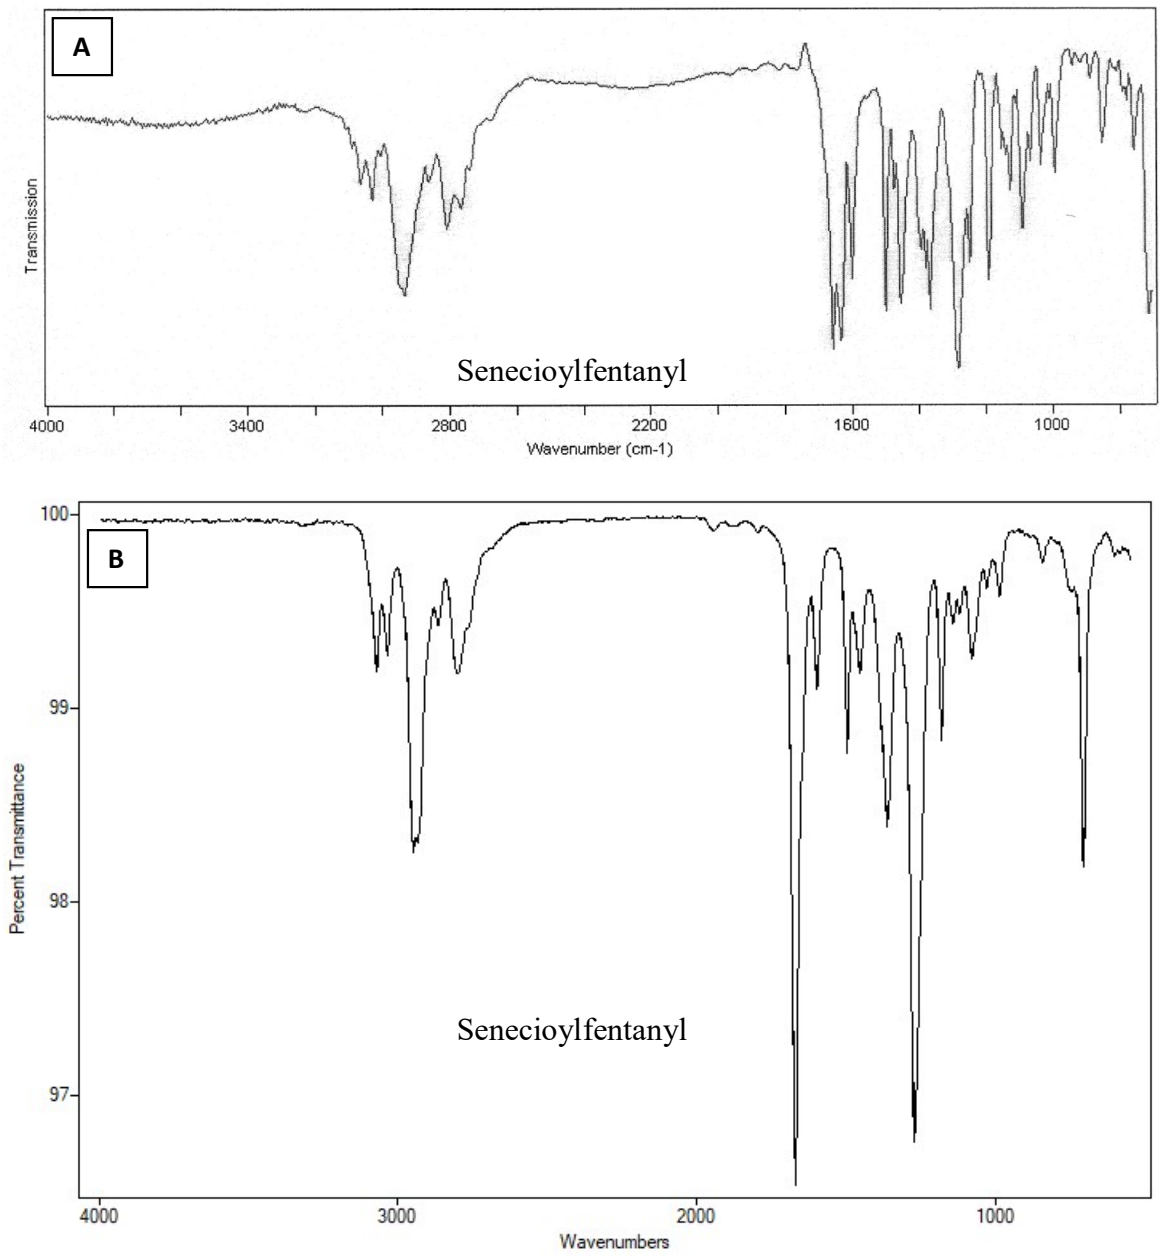 A
Transmission
Senecioylfentanyl
4000 3400 2800 2200 1600 1000
Wavenumber (cm-1)
100
B
99
98
Percent Transmittance
Senecioylfentanyl
97
4000 3000 2000 1000
Wavenumbers